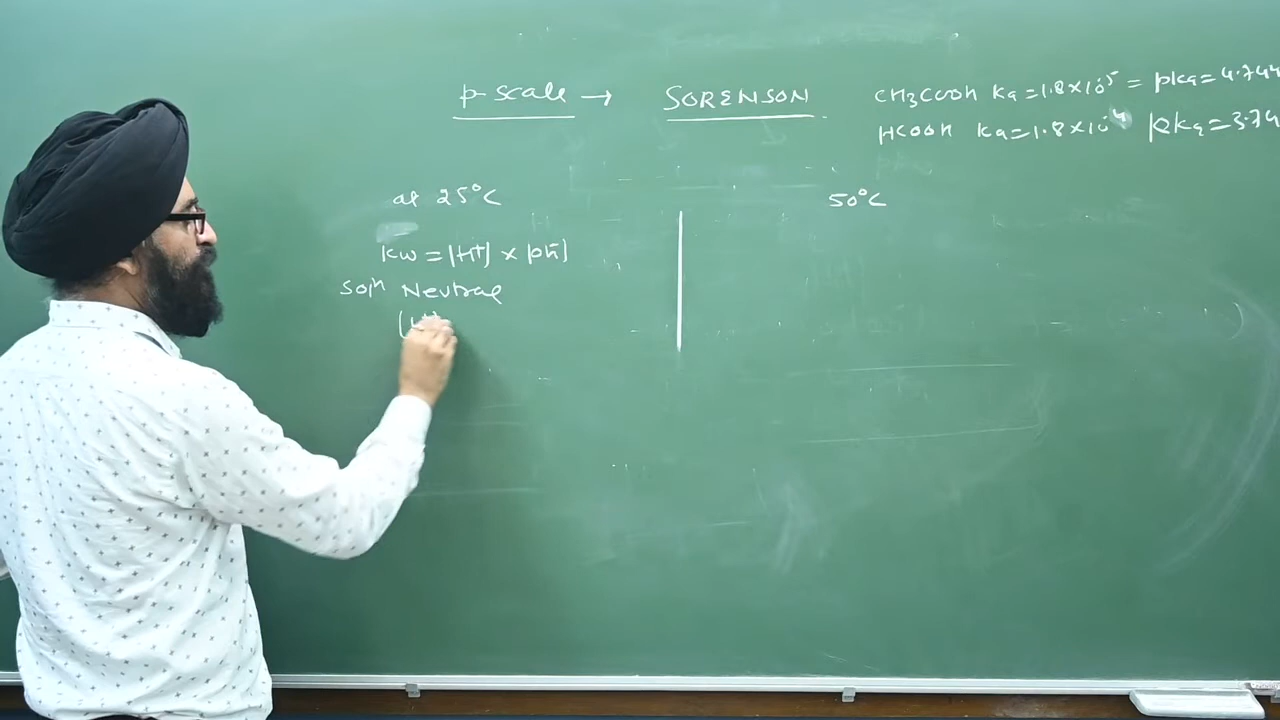 p-scale → SORENSON
CH3COOH Ka=1.8×10⁻⁵ = pKa=4.744
HCOOH Ka=1.8×10⁻⁴ pKa=3.74
at 25°C
50°C
Kw=[H+]×[OH]
Soln Neutral
[H+